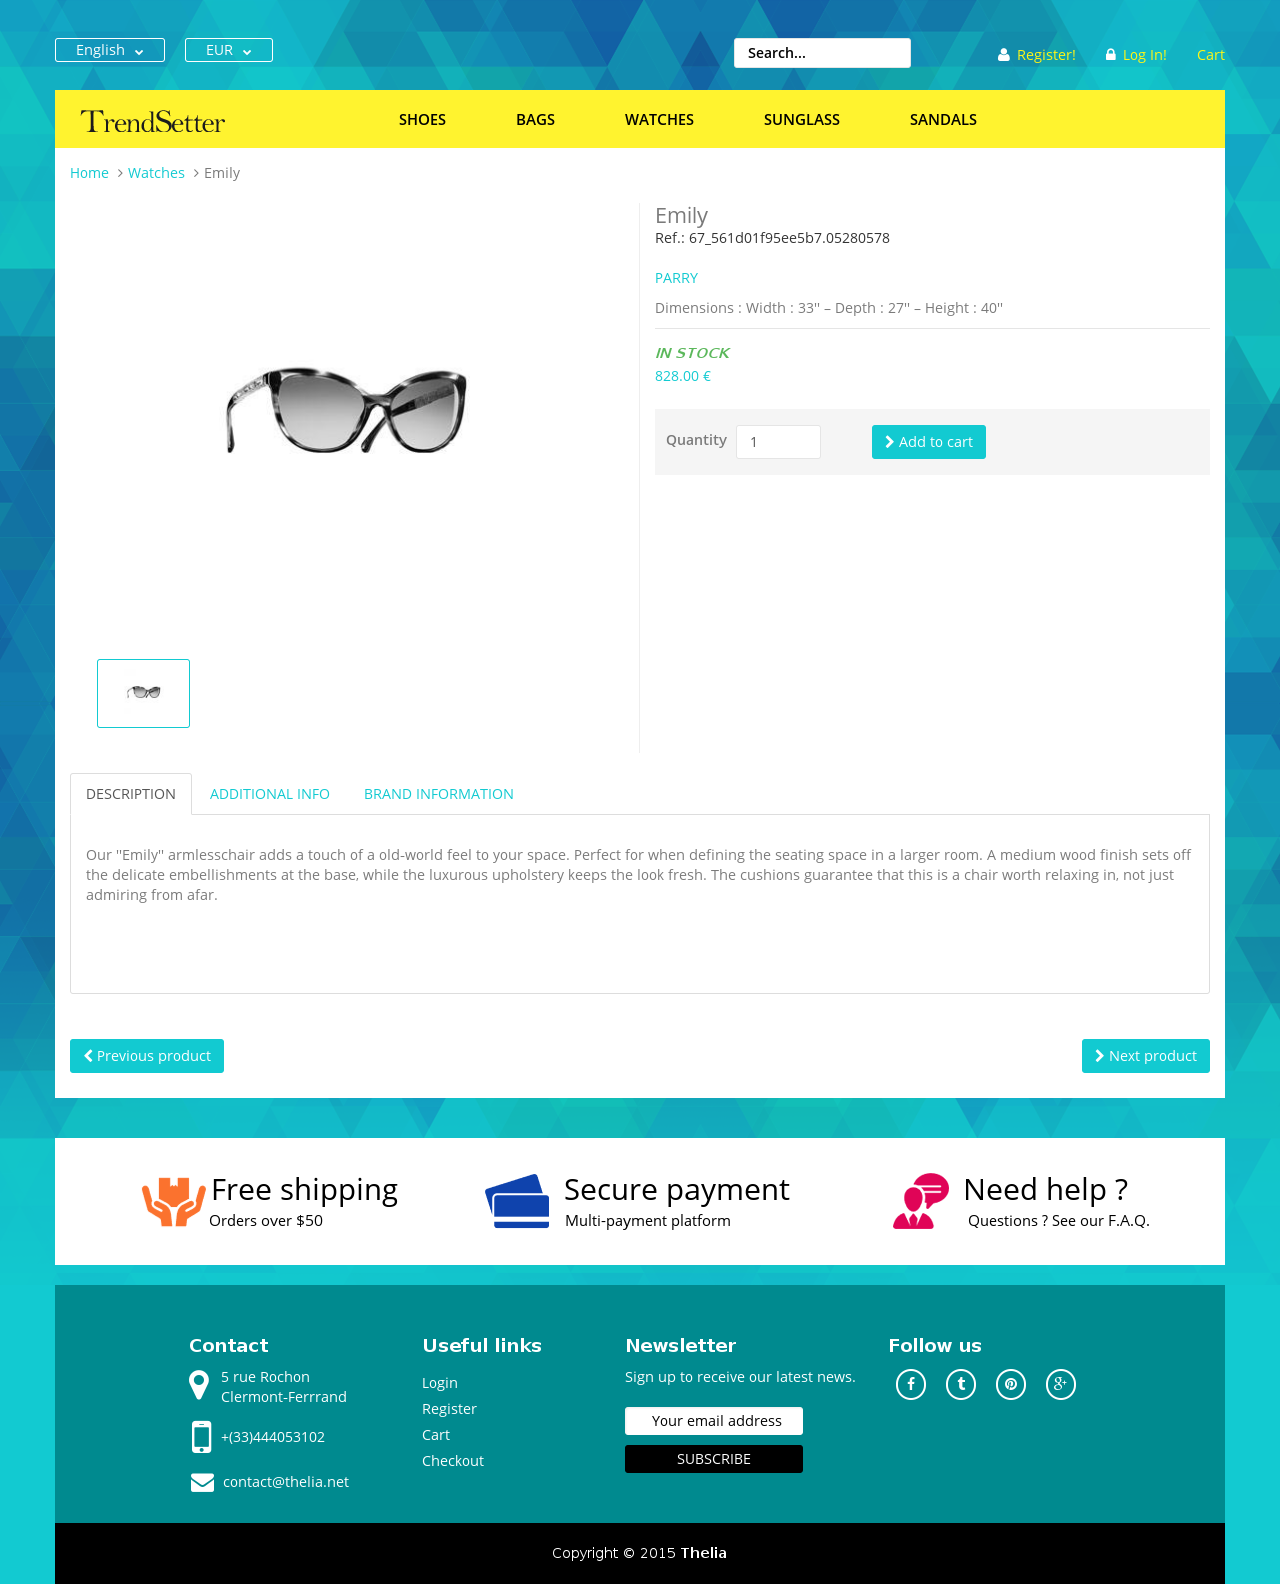 English
EUR
Search...
Register!
Log In!
Cart
TrendSetter
SHOES
BAGS
WATCHES
SUNGLASS
SANDALS
Home > Watches > Emily
Emily
Ref.: 67_561d01f95ee5b7.05280578
PARRY
Dimensions : Width : 33'' – Depth : 27'' – Height : 40''
IN STOCK
828.00 €
Quantity 1
Add to cart
DESCRIPTION
ADDITIONAL INFO
BRAND INFORMATION
Our ''Emily'' armlesschair adds a touch of a old-world feel to your space. Perfect for when defining the seating space in a larger room. A medium wood finish sets off
the delicate embellishments at the base, while the luxurous upholstery keeps the look fresh. The cushions guarantee that this is a chair worth relaxing in, not just
admiring from afar.
Previous product
Next product
Free shipping
Orders over $50
Secure payment
Multi-payment platform
Need help ?
Questions ? See our F.A.Q.
Contact
5 rue Rochon
Clermont-Ferrrand
+(33)444053102
contact@thelia.net
Useful links
Login
Register
Cart
Checkout
Newsletter
Sign up to receive our latest news.
Your email address
SUBSCRIBE
Follow us
Copyright © 2015 Thelia